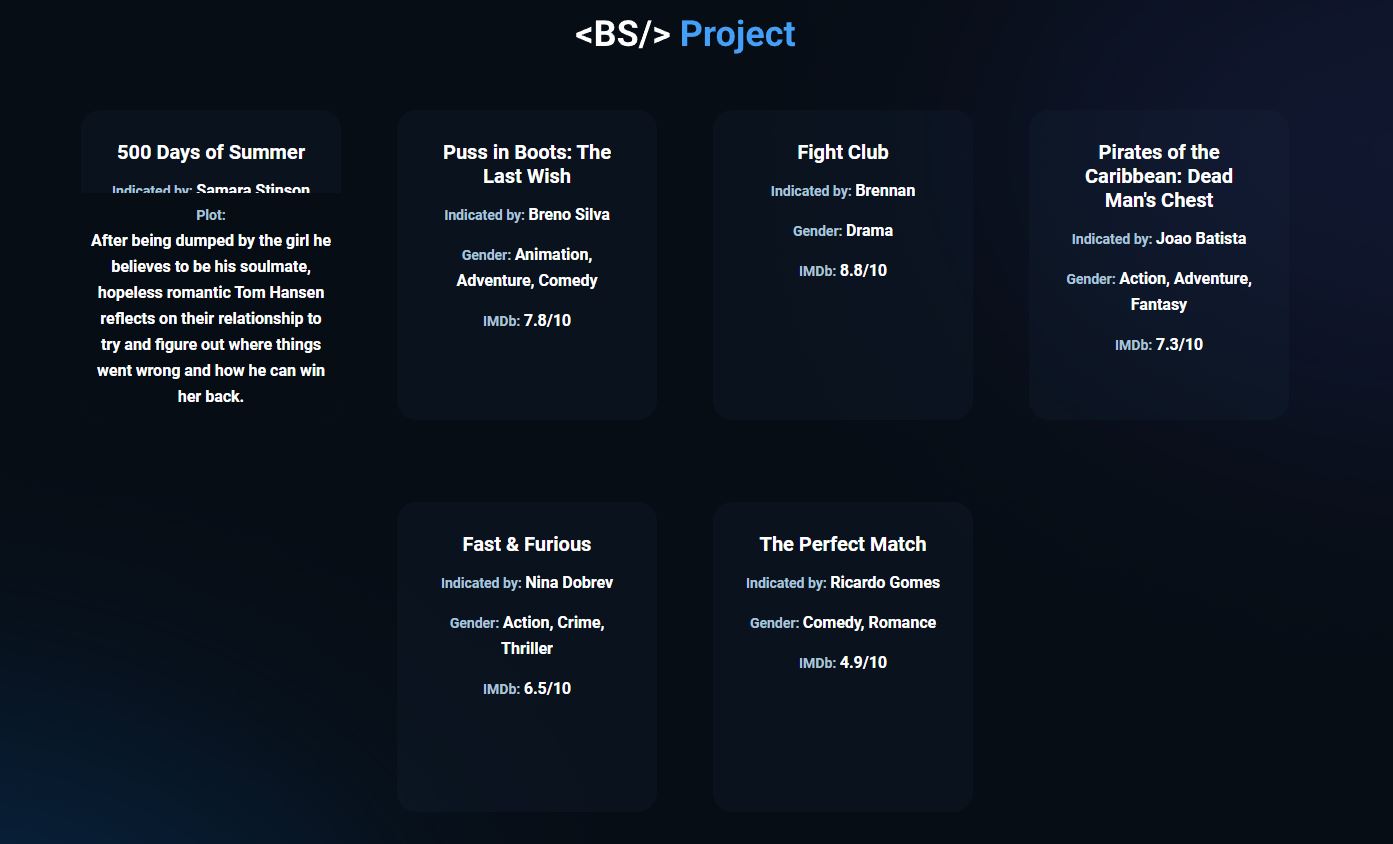 <BS/> Project
500 Days of Summer
Indicated by: Samara Stinson
Plot:
After being dumped by the girl he
believes to be his soulmate,
hopeless romantic Tom Hansen
reflects on their relationship to
try and figure out where things
went wrong and how he can win
her back.
Puss in Boots: The
Last Wish
Indicated by: Breno Silva
Gender: Animation,
Adventure, Comedy
IMDb: 7.8/10
Fight Club
Indicated by: Brennan
Gender: Drama
IMDb: 8.8/10
Pirates of the
Caribbean: Dead
Man's Chest
Indicated by: Joao Batista
Gender: Action, Adventure,
Fantasy
IMDb: 7.3/10
Fast & Furious
Indicated by: Nina Dobrev
Gender: Action, Crime,
Thriller
IMDb: 6.5/10
The Perfect Match
Indicated by: Ricardo Gomes
Gender: Comedy, Romance
IMDb: 4.9/10